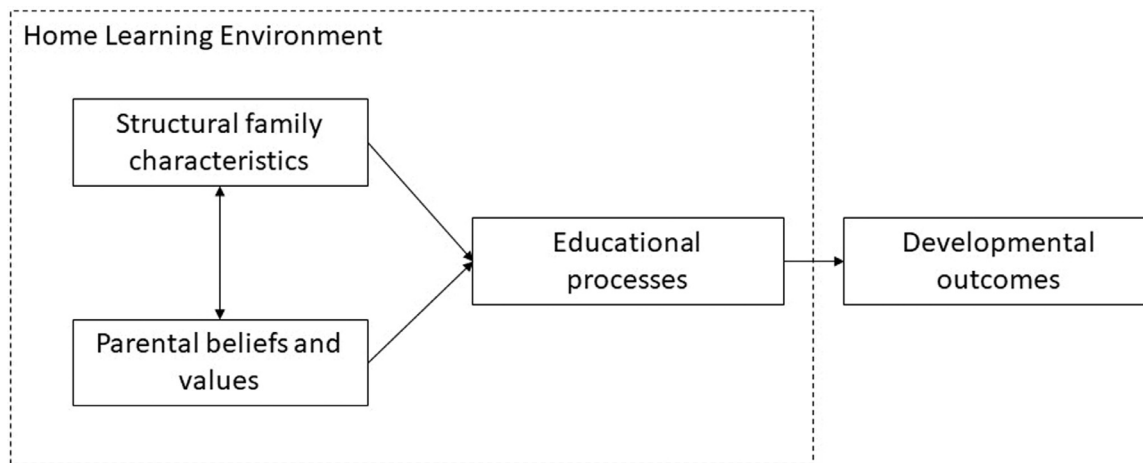 Home Learning Environment
Structural family
characteristics
Educational
processes
Developmental
outcomes
Parental beliefs and
values